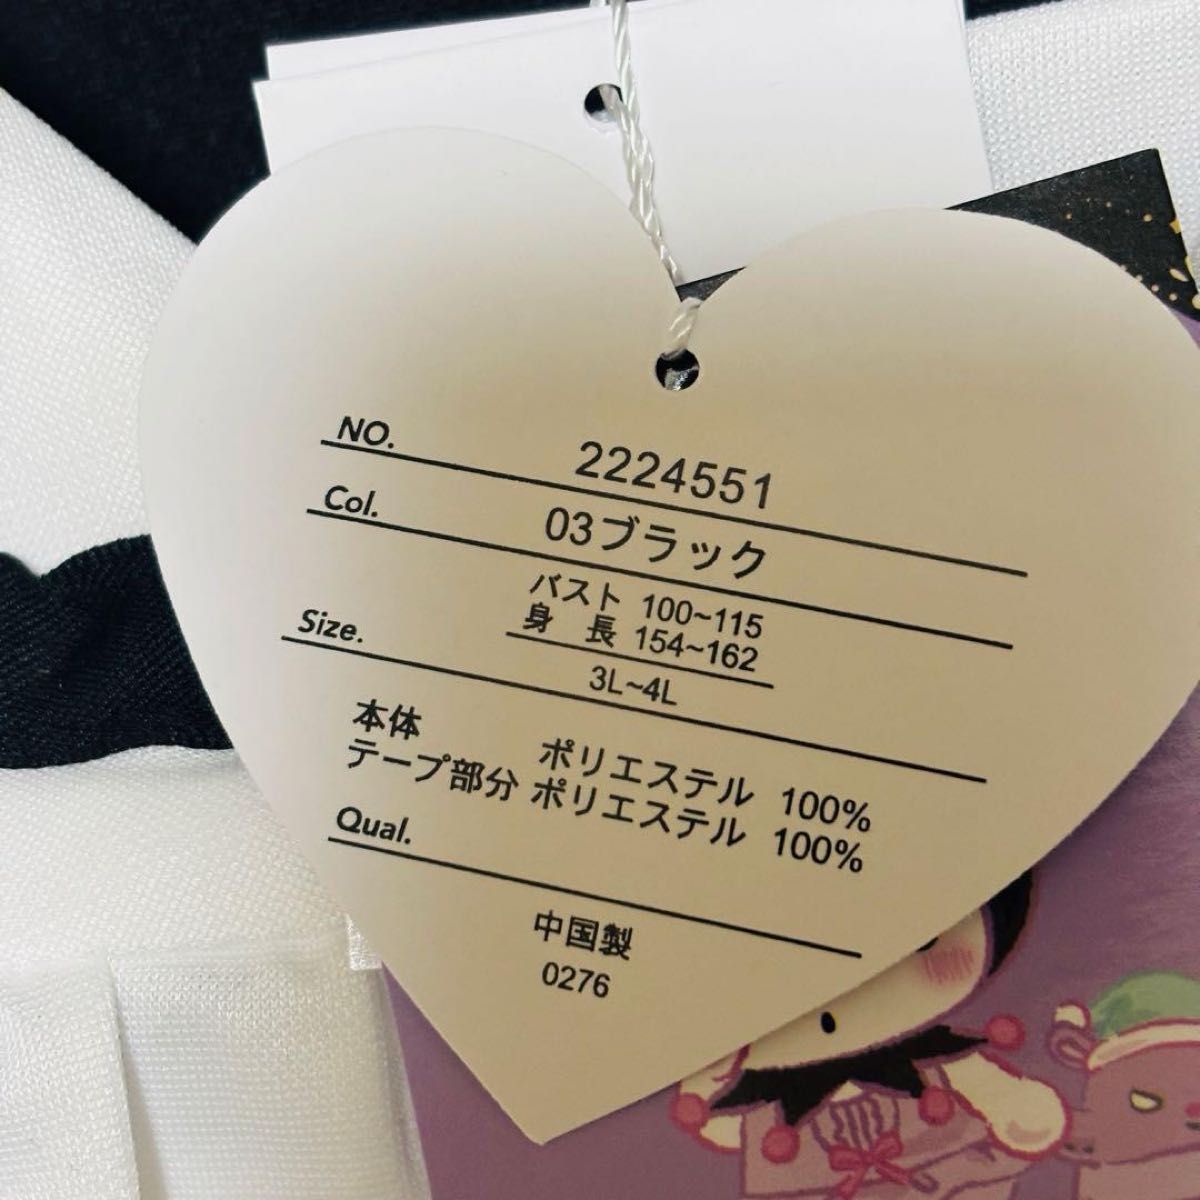 NO. 2224551
Col. 03ブラック
バスト 100~115
身 長 154~162
Size.
3L~4L
本体 ポリエステル 100%
テープ部分 ポリエステル 100%
Qual.
中国製
0276